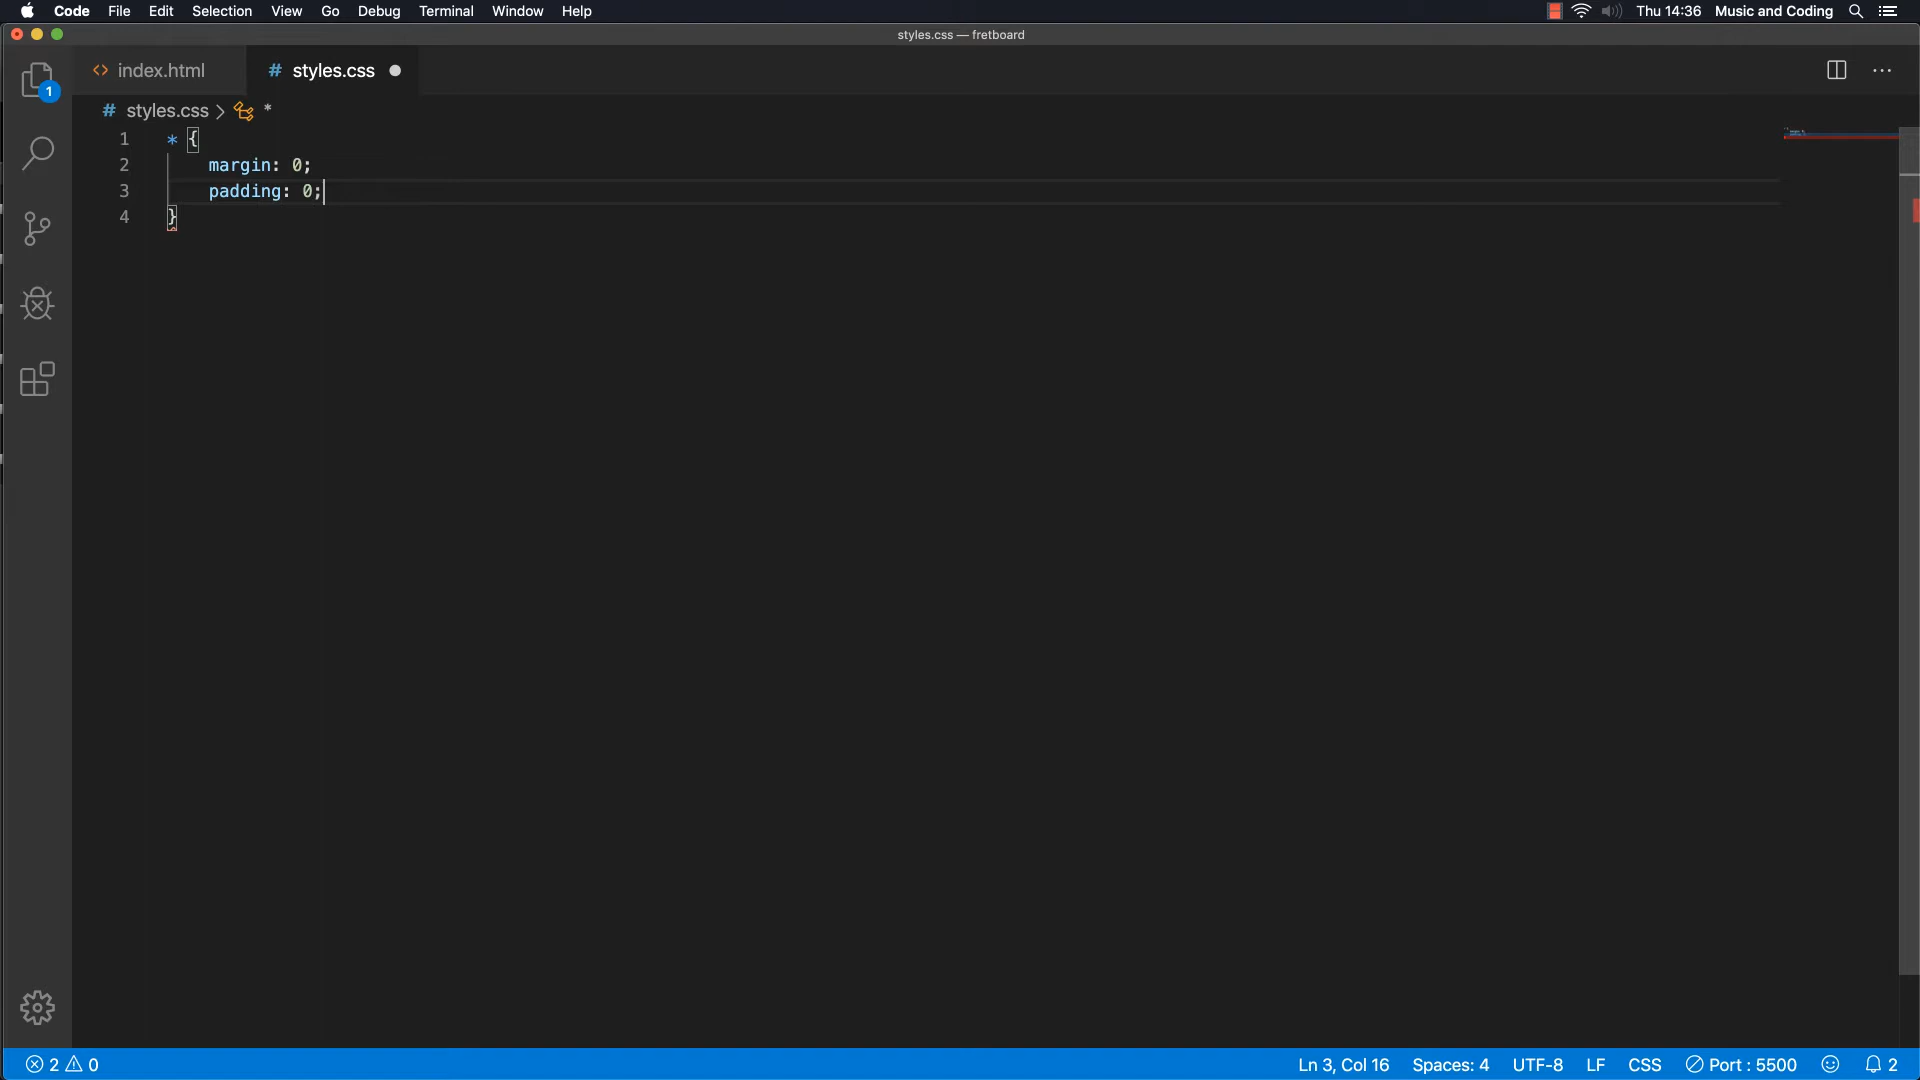 Code File Edit Selection View Go Debug Terminal Window Help Thu 14:36 Music and Coding
styles.css — fretboard
index.html # styles.css
1
# styles.css > *
1 * {
2 margin: 0;
3 padding: 0;
4 }
2 0 Ln 3, Col 16 Spaces: 4 UTF-8 LF CSS Port : 5500 2